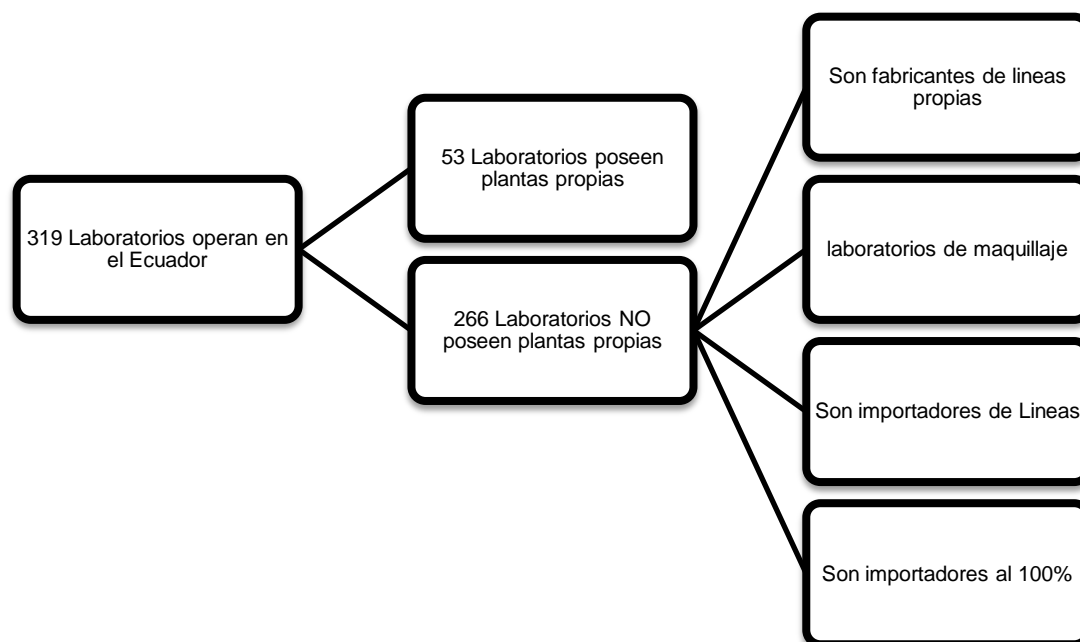 319 Laboratorios operan en
el Ecuador
53 Laboratorios poseen
plantas propias
266 Laboratorios NO
poseen plantas propias
Son fabricantes de lineas
propias
laboratorios de maquillaje
Son importadores de Lineas
Son importadores al 100%